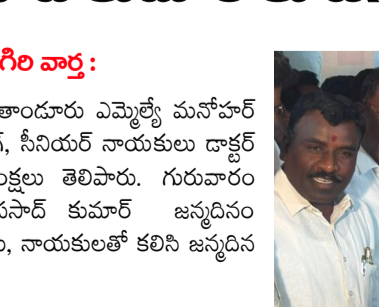 గిరి వార్త :
తాండూరు ఎమ్మెల్యే మనోహర్
సీనియర్ నాయకులు డాక్టర్
తెలిపారు. గురువారం
కుమార్ జన్మదినం
నాయకులతో కలిసి జన్మదిన